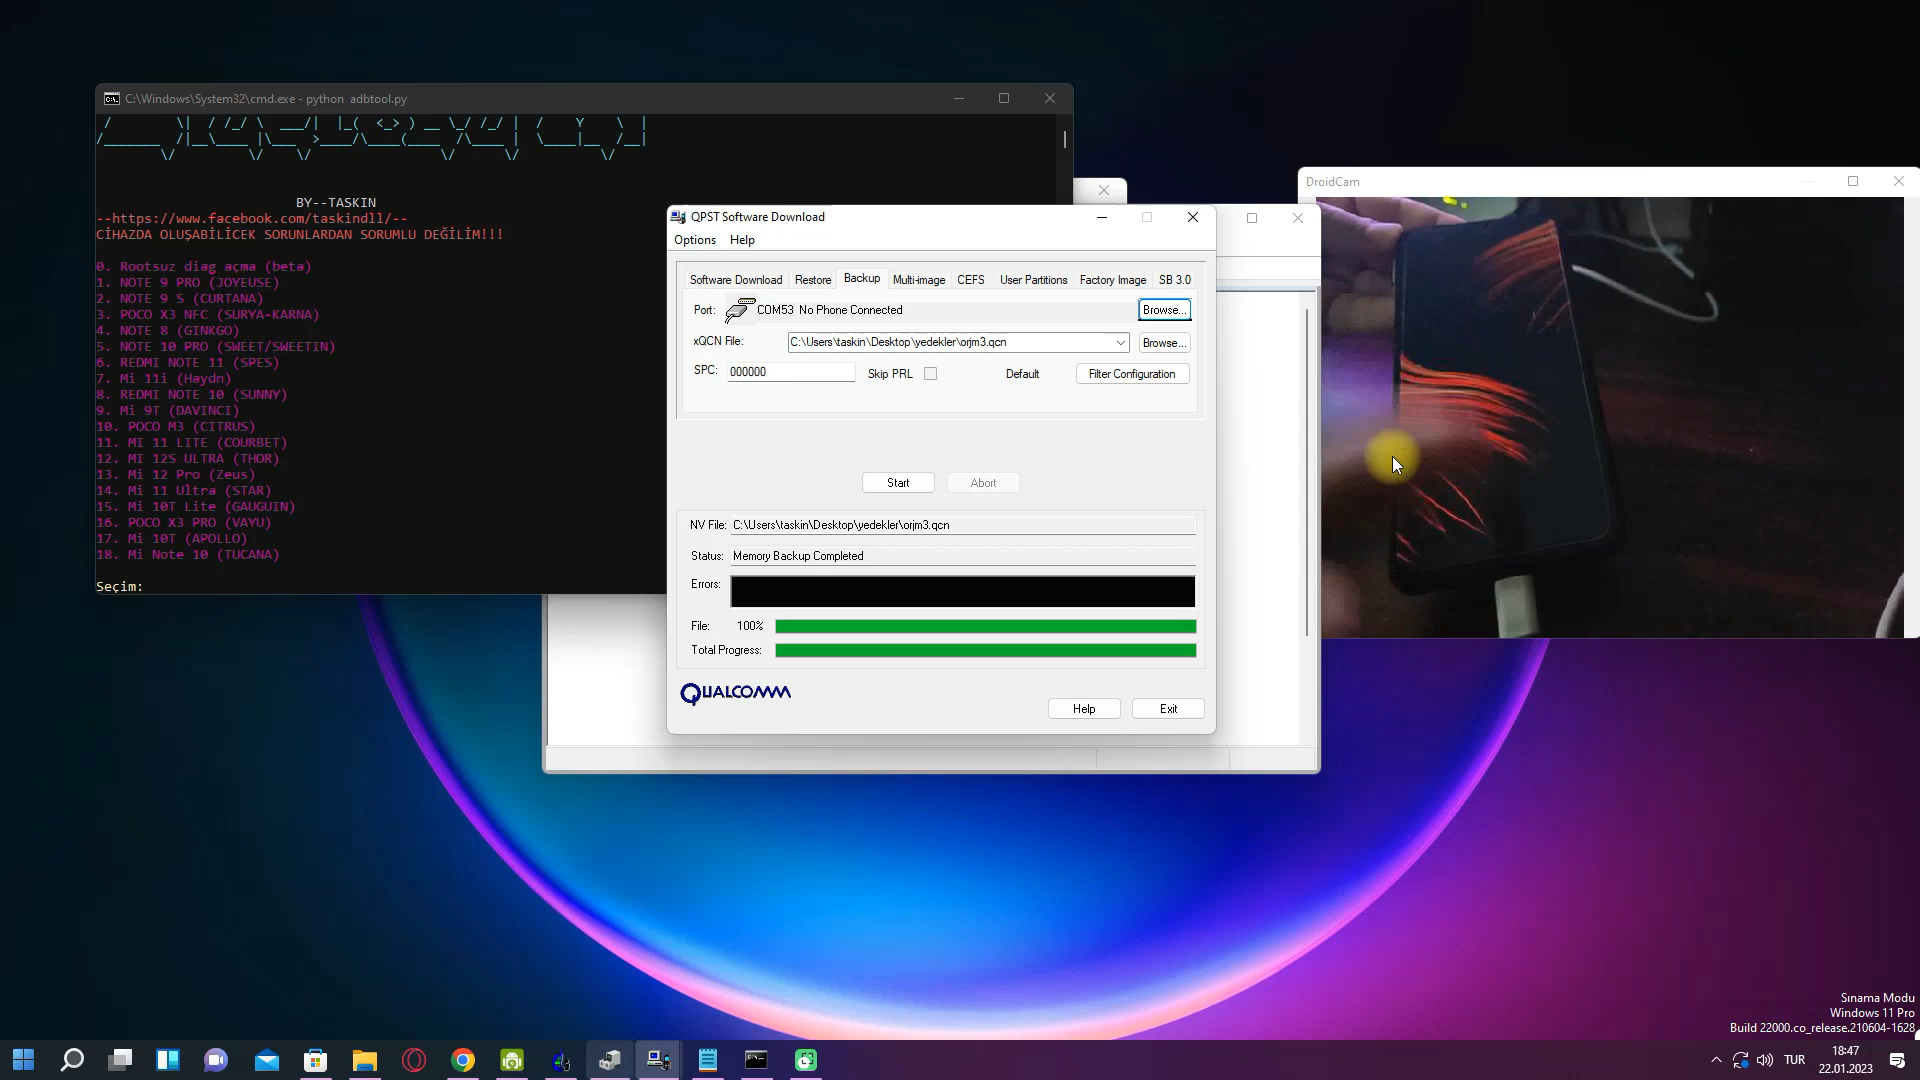 C:\Windows\System32\cmd.exe - python  adbtool.py
BY--TASKIN
--https://www.facebook.com/taskindll/--
CİHAZDA OLUŞABİLİCEK SORUNLARDAN SORUMLU DEĞİLİM!!!
0. Rootsuz diag açma (beta)
1. NOTE 9 PRO (JOYEUSE)
2. NOTE 9 S (CURTANA)
3. POCO X3 NFC (SURYA-KARNA)
4. NOTE 8 (GINKGO)
5. NOTE 10 PRO (SWEET/SWEETIN)
6. REDMI NOTE 11 (SPES)
7. Mi 11i (Haydn)
8. REDMI NOTE 10 (SUNNY)
9. Mi 9T (DAVINCI)
10. POCO M3 (CITRUS)
11. MI 11 LITE (COURBET)
12. MI 12S ULTRA (THOR)
13. Mi 12 Pro (Zeus)
14. Mi 11 Ultra (STAR)
15. Mi 10T Lite (GAUGUIN)
16. POCO X3 PRO (VAYU)
17. Mi 10T (APOLLO)
18. Mi Note 10 (TUCANA)
Seçim:
QPST Software Download
Options Help
Software Download Restore Backup Multi-image CEFS User Partitions Factory Image SB 3.0
Port: COM53 No Phone Connected Browse...
xQCN File: C:\Users\taskin\Desktop\yedekler\orjm3.qcn Browse...
SPC: 000000 Skip PRL Default Filter Configuration
Start Abort
NV File: C:\Users\taskin\Desktop\yedekler\orjm3.qcn
Status: Memory Backup Completed
Errors:
File: 100%
Total Progress:
QUALCOMM
Help Exit
DroidCam
Sınama Modu
Windows 11 Pro
Build 22000.co_release.210604-1628
TUR
18:47
22.01.2023